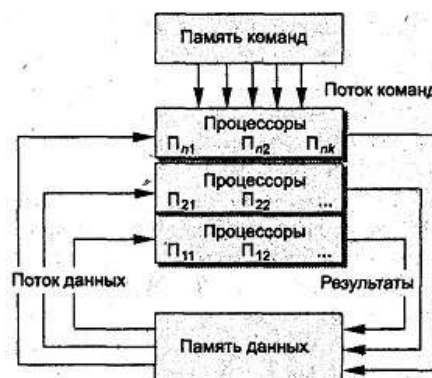 Память команд
Поток команд
Процессоры
Пn1 Пn2 Пnk
Процессоры
П21 П22 ...
Процессоры
П11 П12 ...
Поток данных
Результаты
Память данных